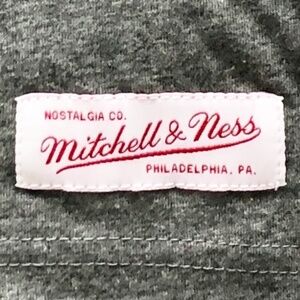 NOSTALGIA CO.
Mitchell & Ness
PHILADELPHIA, PA.